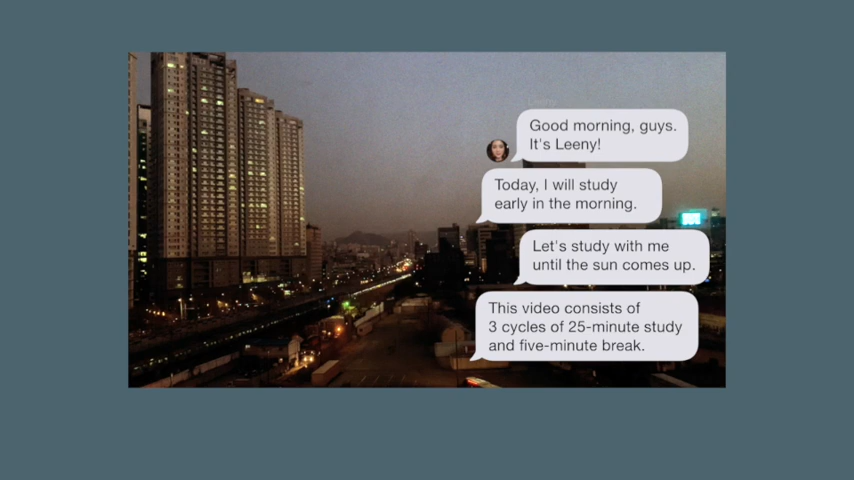 Good morning, guys.
It's Leeny!
Today, I will study
early in the morning.
Let's study with me
until the sun comes up.
This video consists of
3 cycles of 25-minute study
and five-minute break.